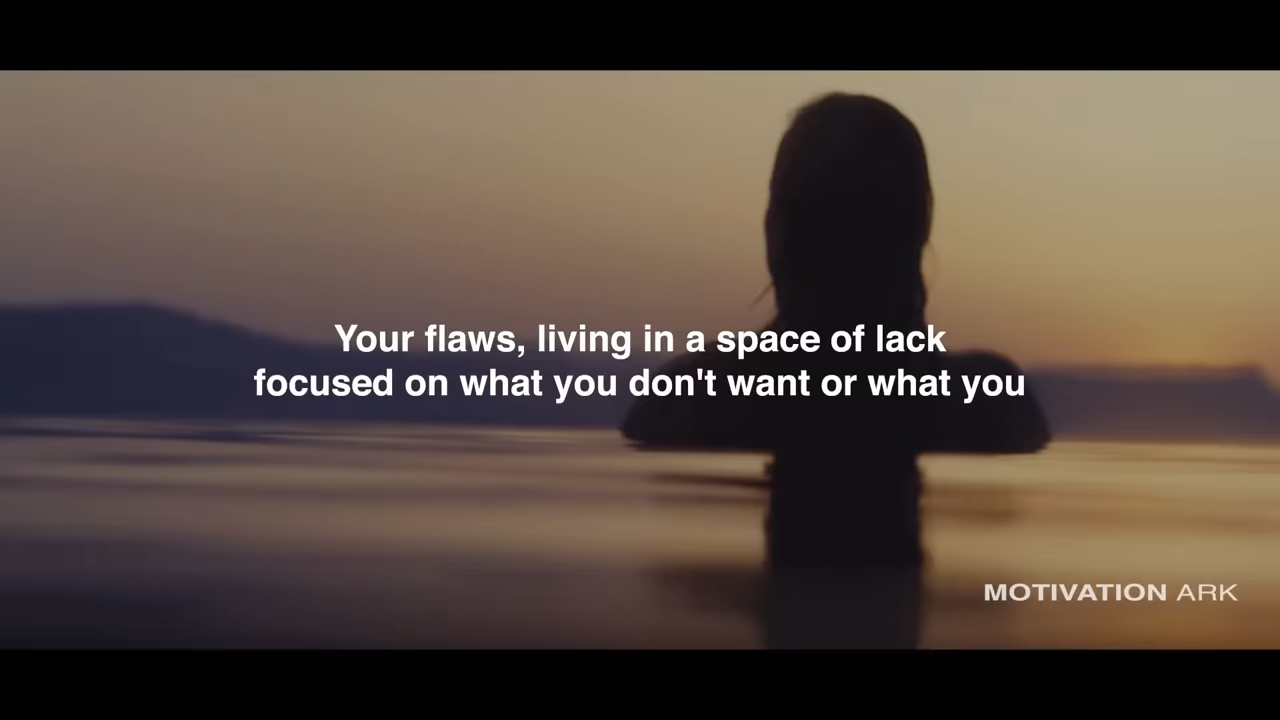 Your flaws, living in a space of lack
focused on what you don't want or what you
MOTIVATION ARK